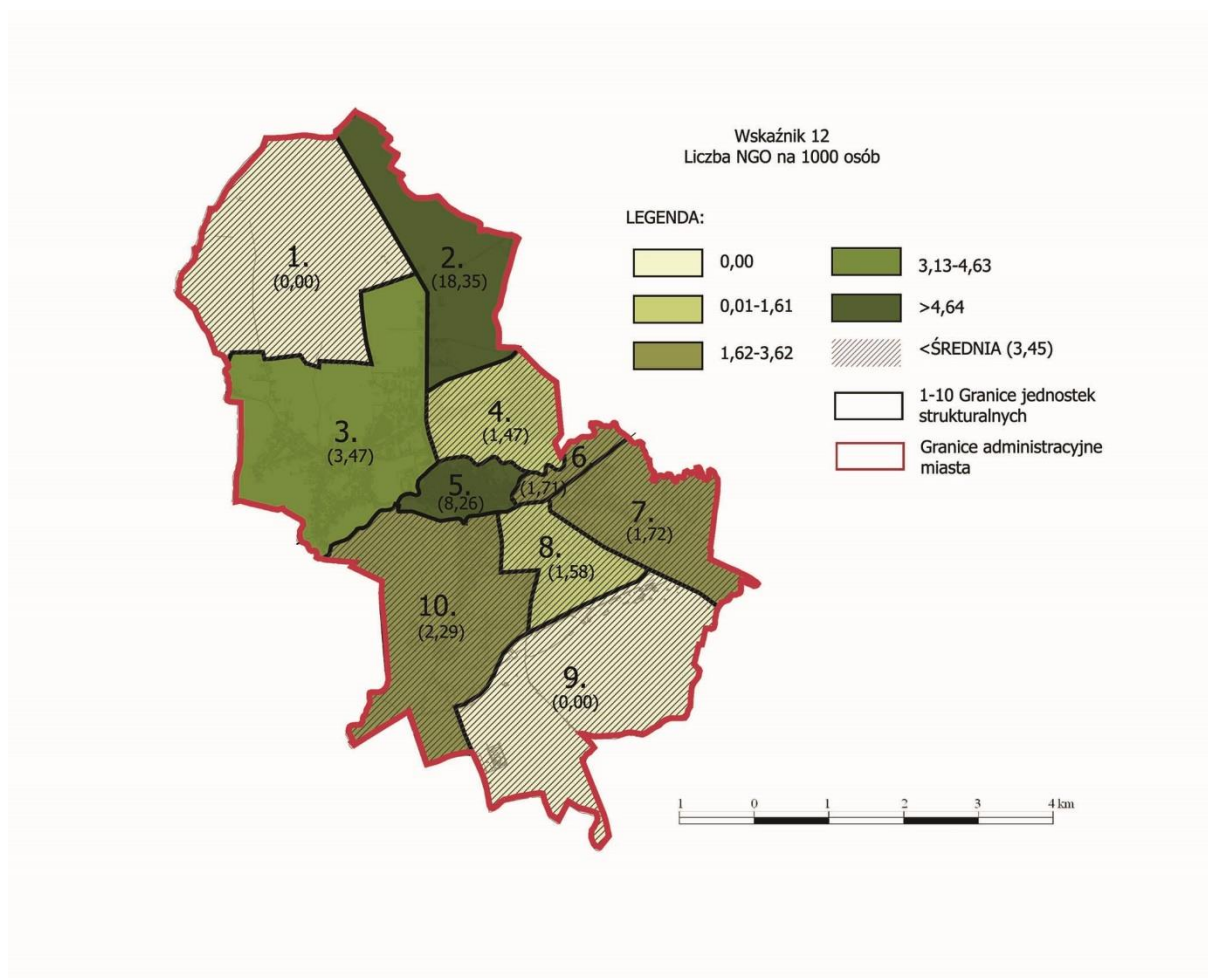 Wskaźnik 12
Liczba NGO na 1000 osób
LEGENDA:
0,00
0,01-1,61
1,62-3,62
3,13-4,63
>4,64
<ŚREDNIA (3,45)
1-10 Granice jednostek
strukturalnych
Granice administracyjne
miasta
1.
(0,00)
2.
(18,35)
3.
(3,47)
4.
(1,47)
5.
(8,26)
6.
(1,71)
7.
(1,72)
8.
(1,58)
9.
(0,00)
10.
(2,29)
1 0 1 2 3 4 km